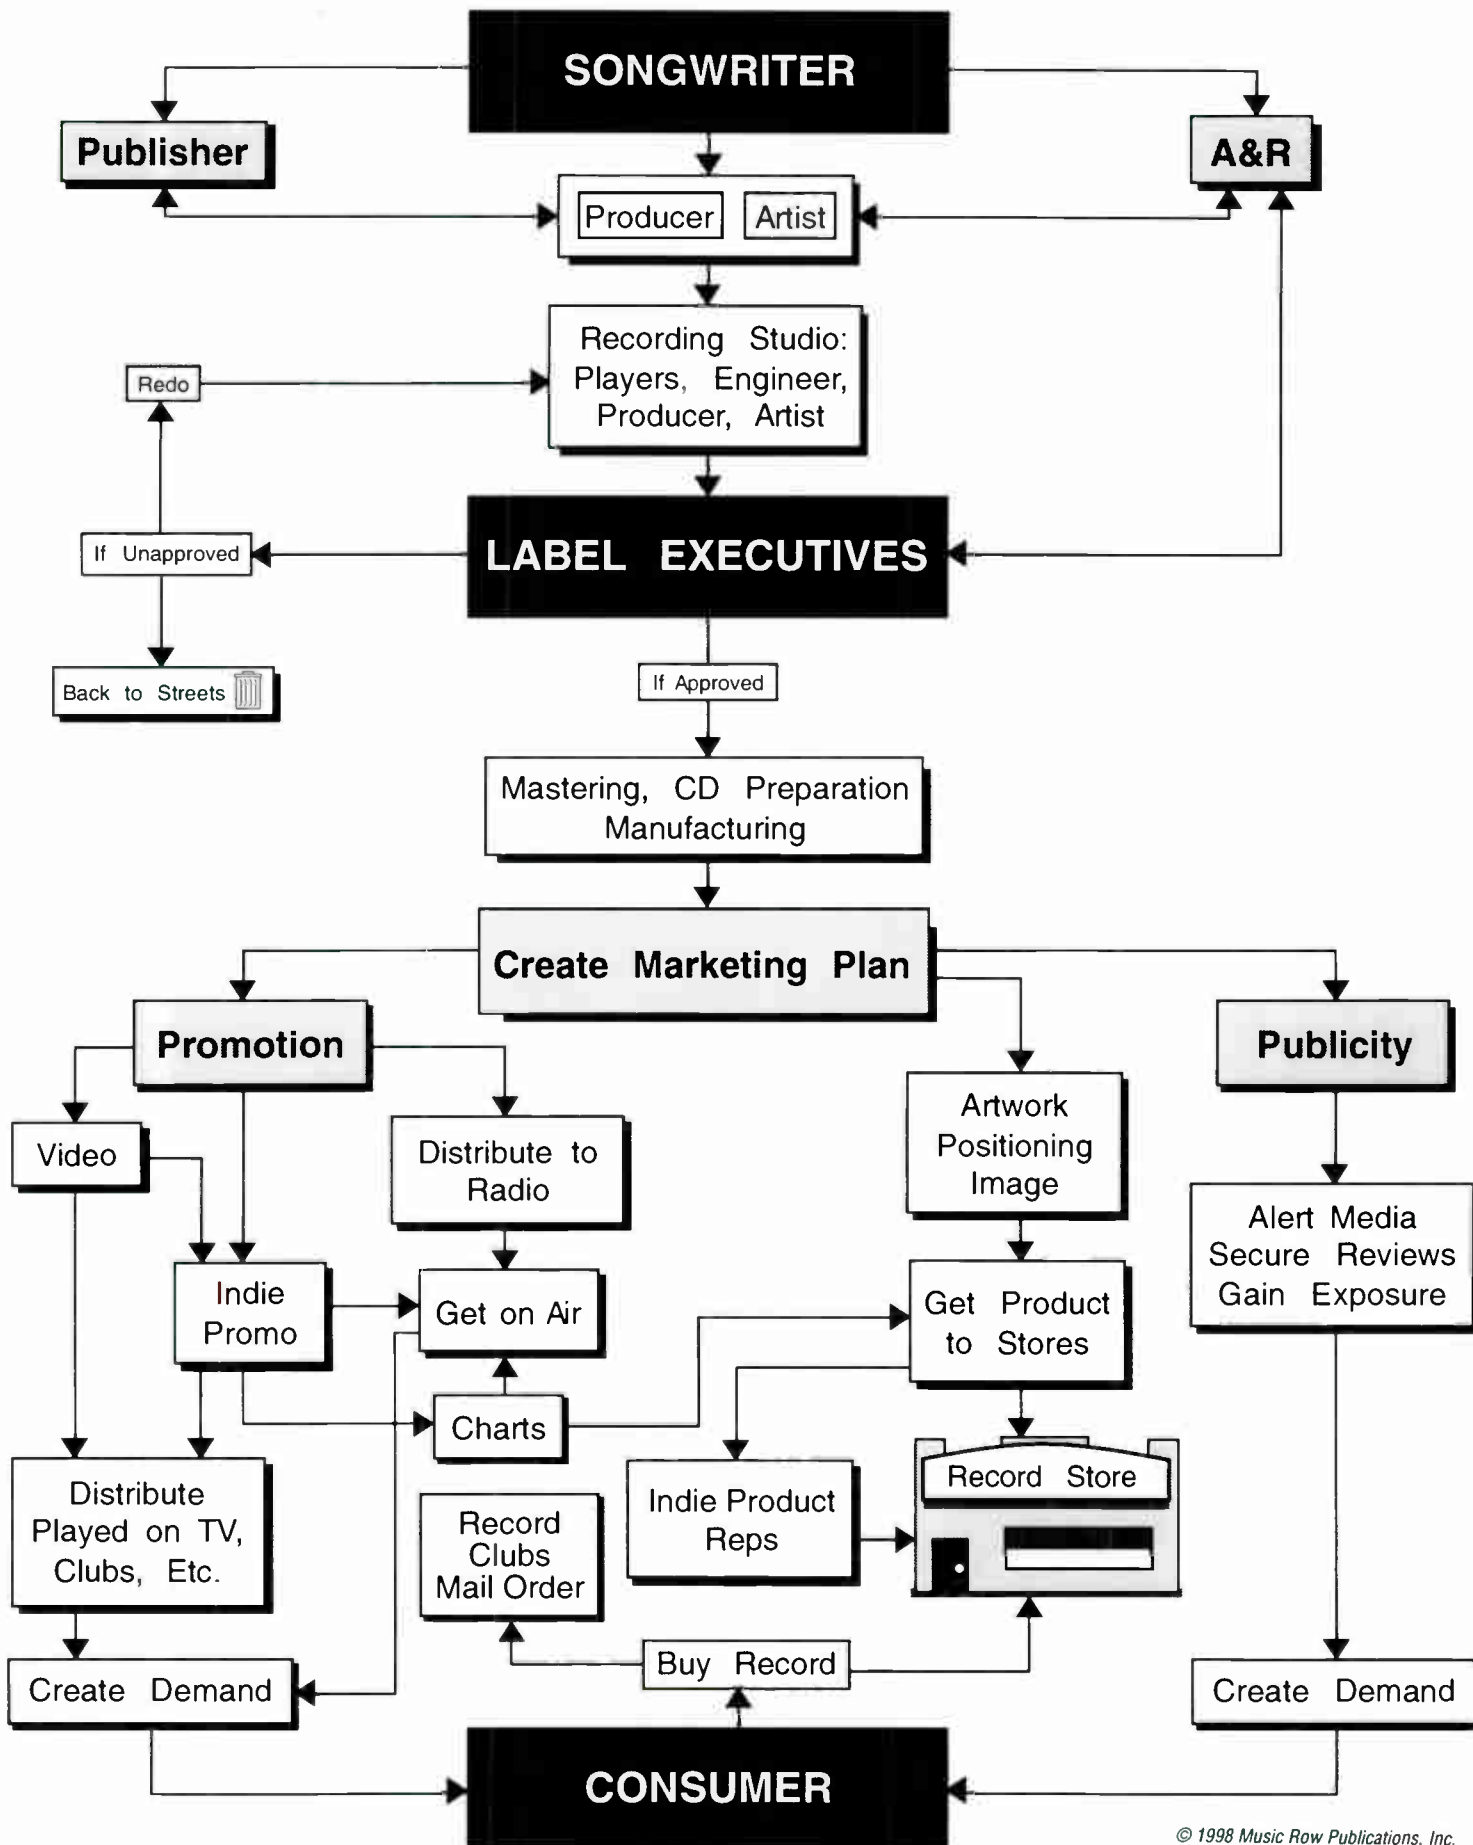 SONGWRITER
Publisher
A&R
Producer
Artist
Recording Studio:
Players, Engineer,
Producer, Artist
Redo
If Unapproved
LABEL EXECUTIVES
Back to Streets
If Approved
Mastering, CD Preparation
Manufacturing
Create Marketing Plan
Promotion
Publicity
Video
Distribute to
Radio
Artwork
Positioning
Image
Alert Media
Secure Reviews
Gain Exposure
Indie
Promo
Get on Air
Get Product
to Stores
Charts
Distribute
Played on TV,
Clubs, Etc.
Record
Clubs
Mail Order
Indie Product
Reps
Record Store
Create Demand
Buy Record
Create Demand
CONSUMER
© 1998 Music Row Publications, Inc.